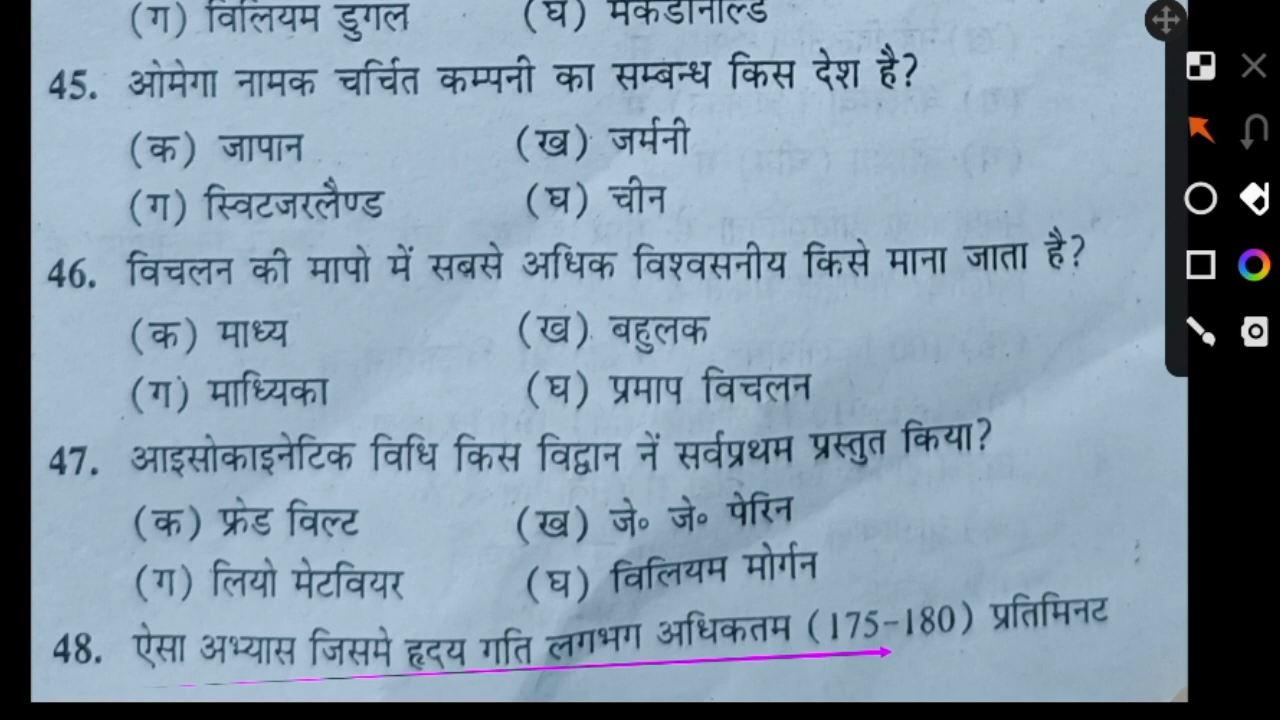 (ग) विलियम डुगल (घ) मेकडोनाल्ड
45. ओमेगा नामक चर्चित कम्पनी का सम्बन्ध किस देश है?
(क) जापान (ख) जर्मनी
(ग) स्विटजरलैण्ड (घ) चीन
46. विचलन की मापो में सबसे अधिक विश्वसनीय किसे माना जाता है?
(क) माध्य (ख) बहुलक
(ग) माध्यिका (घ) प्रमाप विचलन
47. आइसोकाइनेटिक विधि किस विद्वान नें सर्वप्रथम प्रस्तुत किया?
(क) फ्रेड विल्ट (ख) जे० जे० पेरिन
(ग) लियो मेटवियर (घ) विलियम मोर्गन
48. ऐसा अभ्यास जिसमे हृदय गति लगभग अधिकतम (175-180) प्रतिमिनट